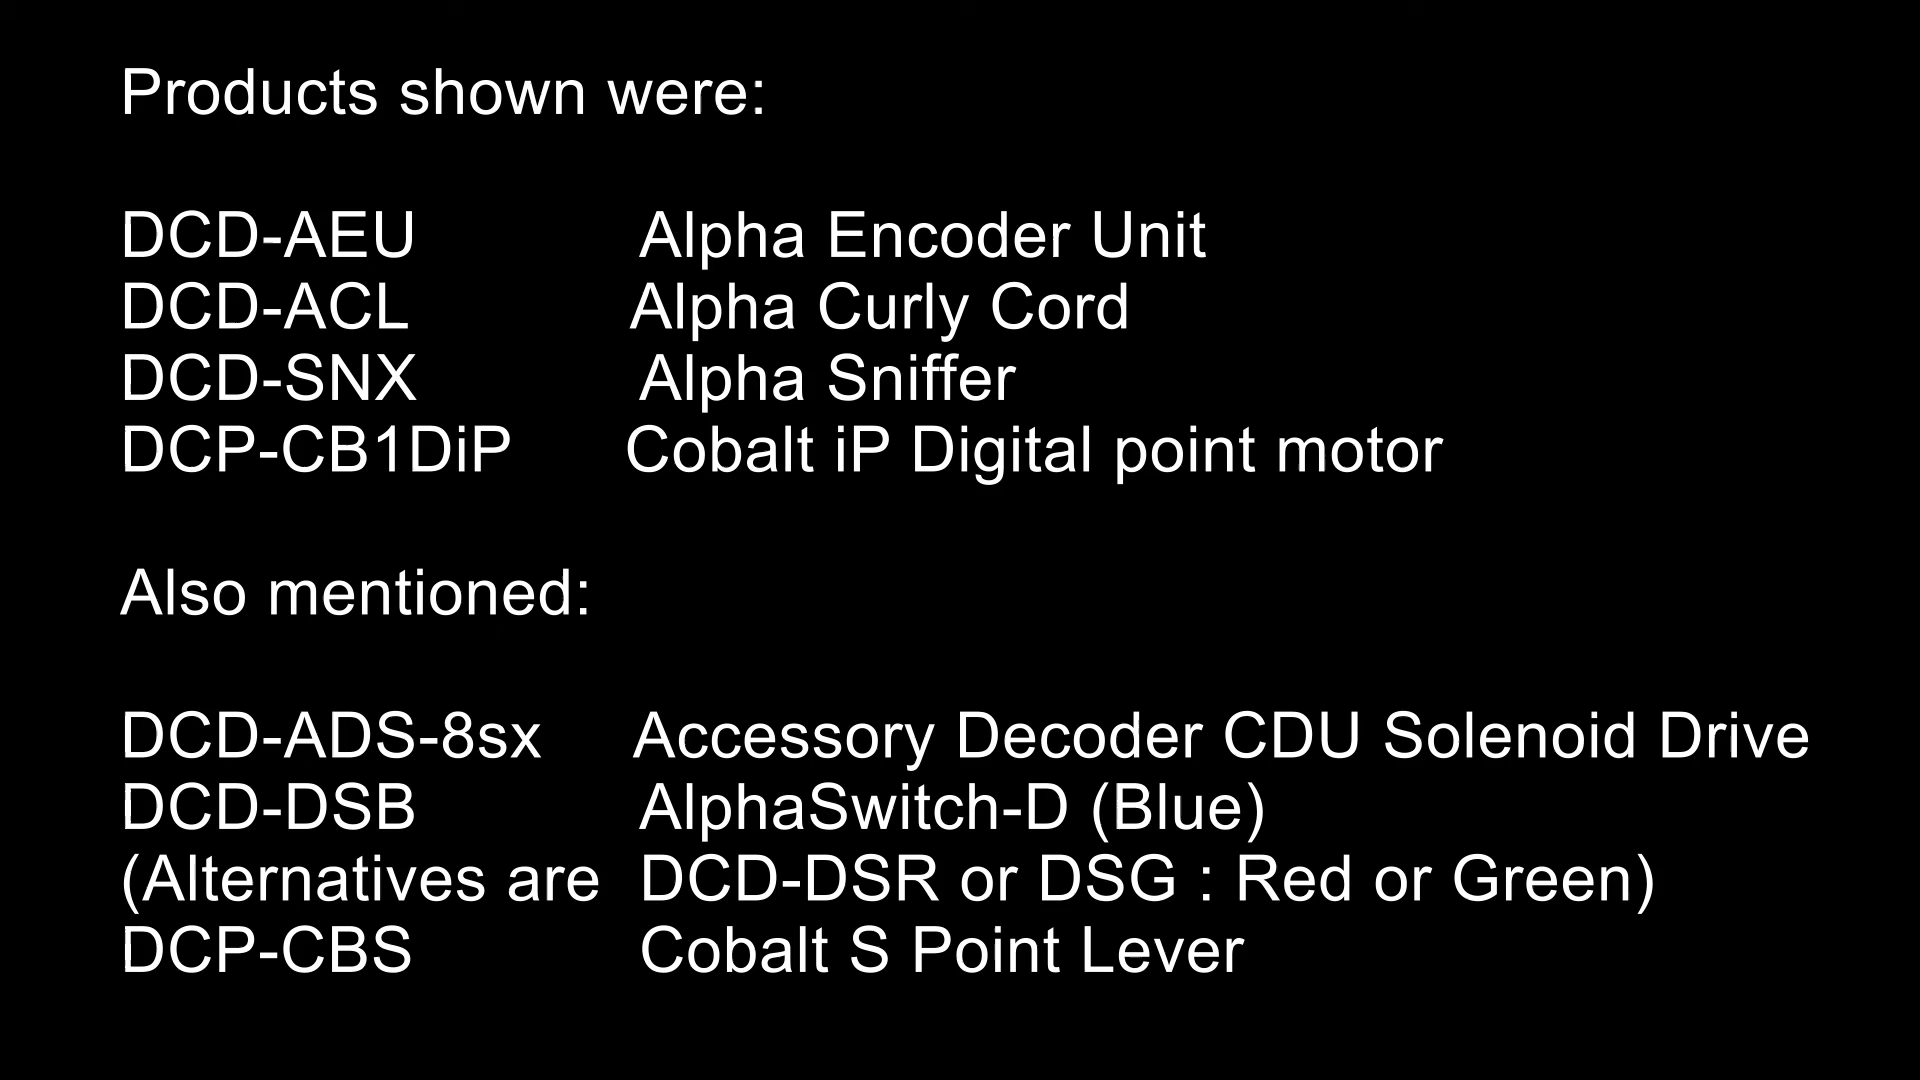 Products shown were:
DCD-AEU Alpha Encoder Unit
DCD-ACL Alpha Curly Cord
DCD-SNX Alpha Sniffer
DCP-CB1DiP Cobalt iP Digital point motor
Also mentioned:
DCD-ADS-8sx Accessory Decoder CDU Solenoid Drive
DCD-DSB AlphaSwitch-D (Blue)
(Alternatives are DCD-DSR or DSG : Red or Green)
DCP-CBS Cobalt S Point Lever